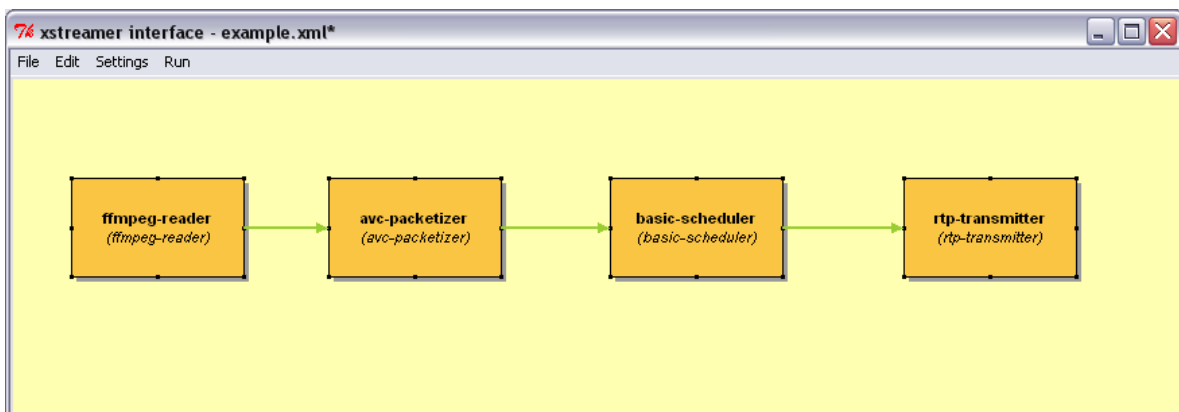 xstreamer interface - example.xml*
File Edit Settings Run
ffmpeg-reader
(ffmpeg-reader)
avc-packetizer
(avc-packetizer)
basic-scheduler
(basic-scheduler)
rtp-transmitter
(rtp-transmitter)